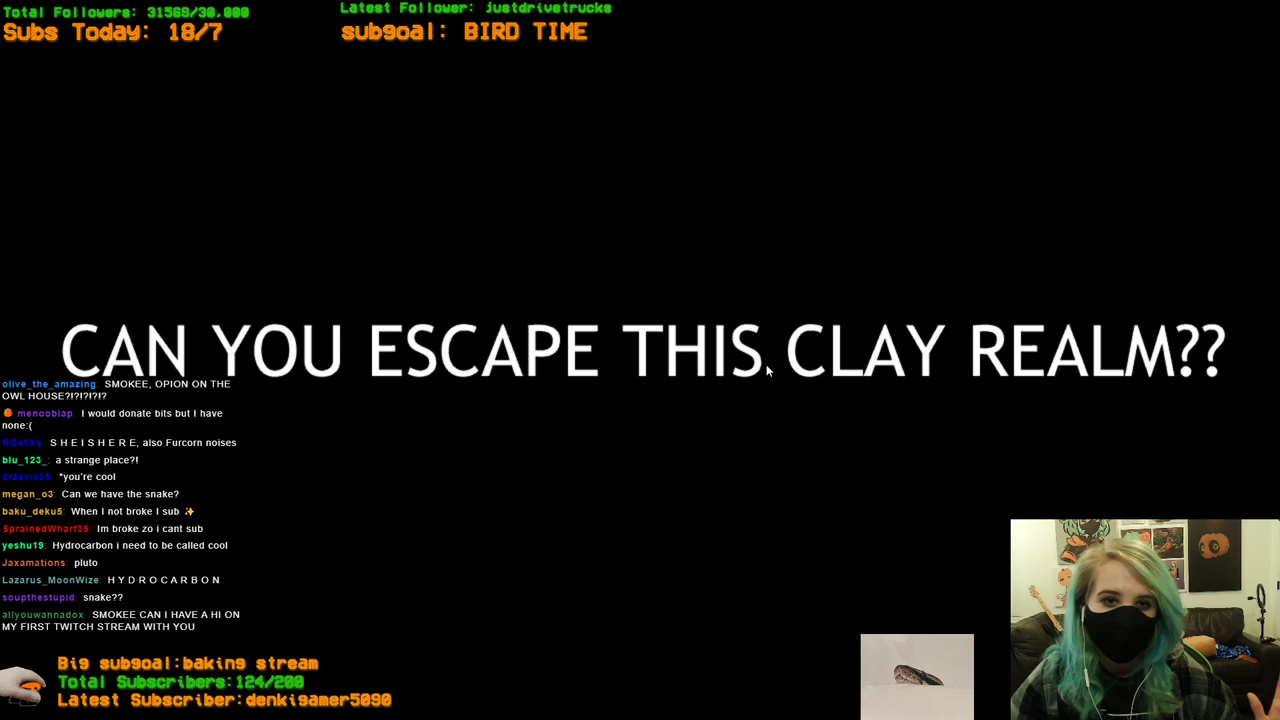 Total Followers: 31569/30,000
Latest Follower: justdrivetrucks
Subs Today: 18/7
subgoal: BIRD TIME
CAN YOU ESCAPE THIS CLAY REALM??
olive_the_amazing: SMOKEE, OPION ON THE
OWL HOUSE?!?!?!?!?
menooblap: I would donate bits but I have
none:(
RG40Xs: S H E I S H E R E, also Furcorn noises
blu_123_: a strange place?!
*you're cool
megan_o3: Can we have the snake?
baku_deku5: When I not broke I sub ✨
SprainedWharf35: Im broke zo i cant sub
yeshu19: Hydrocarbon i need to be called cool
Jaxamations: pluto
Lazarus_MoonWize: H Y D R O C A R B O N
soupthestupid: snake??
allyouwannadox: SMOKEE CAN I HAVE A HI ON
MY FIRST TWITCH STREAM WITH YOU
Big subgoal:baking stream
Total Subscribers:124/200
Latest Subscriber:denkigamer5090